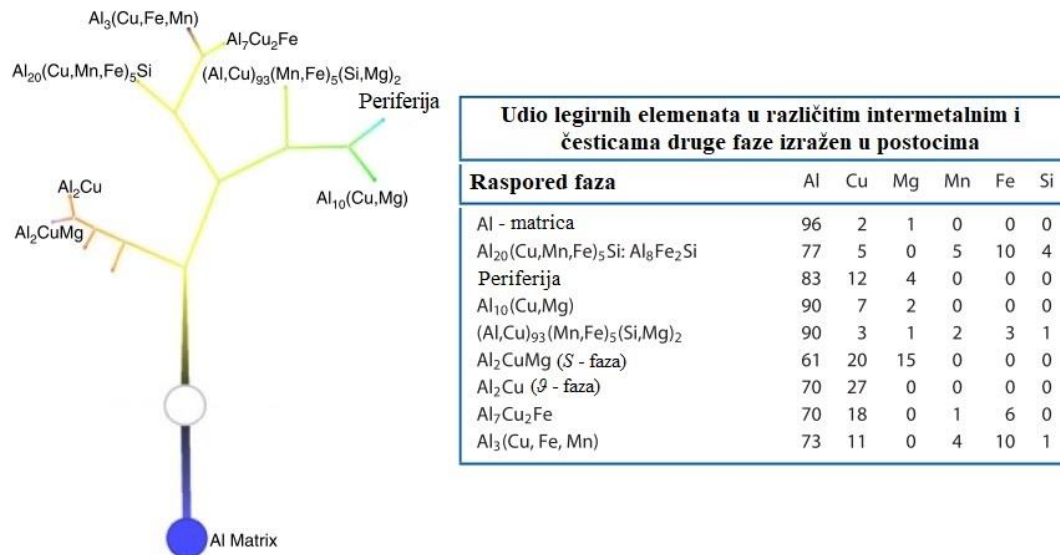 Al₃(Cu,Fe,Mn)
Al₇Cu₂Fe
Al₂₀(Cu,Mn,Fe)₅Si
(Al,Cu)₉₃(Mn,Fe)₅(Si,Mg)₂
Periferija
Al₁₀(Cu,Mg)
Al₂Cu
Al₂CuMg
Al Matrix
Udio legirnih elemenata u različitim intermetalnim i
česticama druge faze izražen u postocima
Raspored faza Al Cu Mg Mn Fe Si
Al - matrica 96 2 1 0 0 0
Al₂₀(Cu,Mn,Fe)₅Si: Al₈Fe₂Si 77 5 0 5 10 4
Periferija 83 12 4 0 0 0
Al₁₀(Cu,Mg) 90 7 2 0 0 0
(Al,Cu)₉₃(Mn,Fe)₅(Si,Mg)₂ 90 3 1 2 3 1
Al₂CuMg (S - faza) 61 20 15 0 0 0
Al₂Cu (ϑ - faza) 70 27 0 0 0 0
Al₇Cu₂Fe 70 18 0 1 6 0
Al₃(Cu, Fe, Mn) 73 11 0 4 10 1